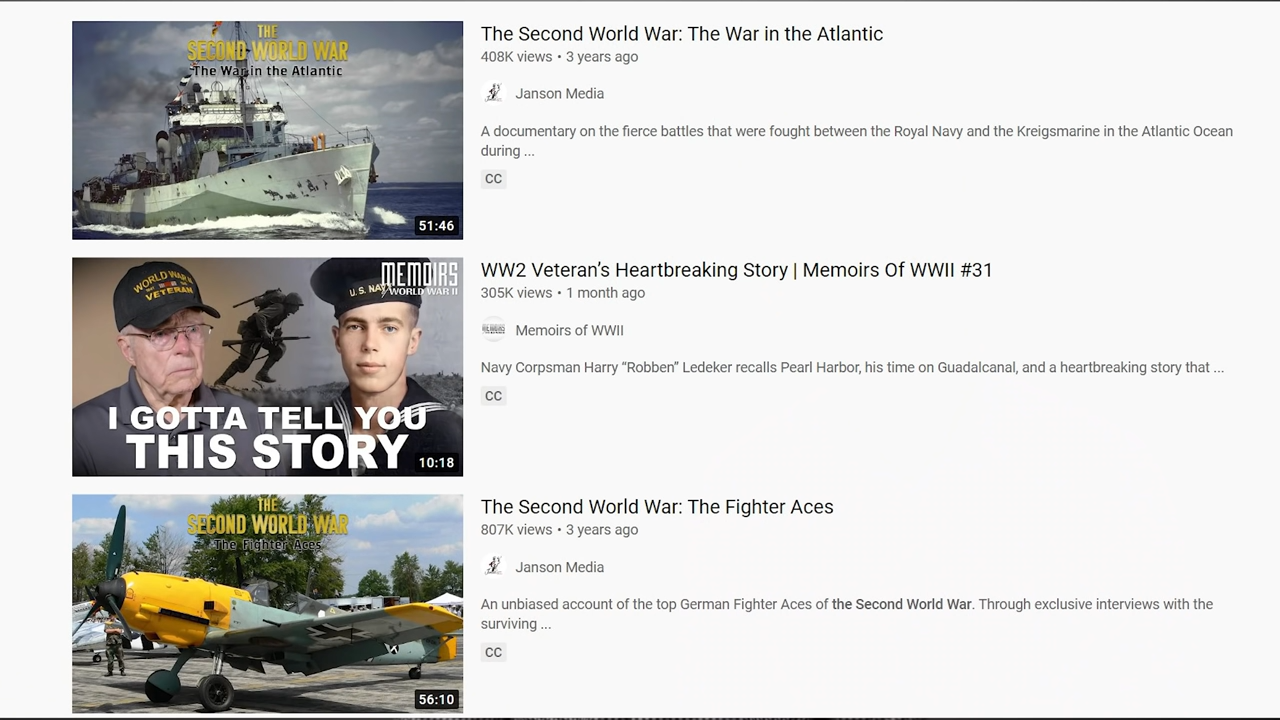 THE
SECOND WORLD WAR
The War in the Atlantic
51:46
The Second World War: The War in the Atlantic
408K views • 3 years ago
Janson Media
A documentary on the fierce battles that were fought between the Royal Navy and the Kreigsmarine in the Atlantic Ocean
during ...
CC
WORLD WAR II
VETERAN
U.S. NAVY
MEMOIRS
WORLD WAR II
I GOTTA TELL YOU
THIS STORY
10:18
WW2 Veteran’s Heartbreaking Story | Memoirs Of WWII #31
305K views • 1 month ago
Memoirs of WWII
Navy Corpsman Harry “Robben” Ledeker recalls Pearl Harbor, his time on Guadalcanal, and a heartbreaking story that ...
CC
THE
SECOND WORLD WAR
The Fighter Aces
56:10
The Second World War: The Fighter Aces
807K views • 3 years ago
Janson Media
An unbiased account of the top German Fighter Aces of the Second World War. Through exclusive interviews with the
surviving ...
CC